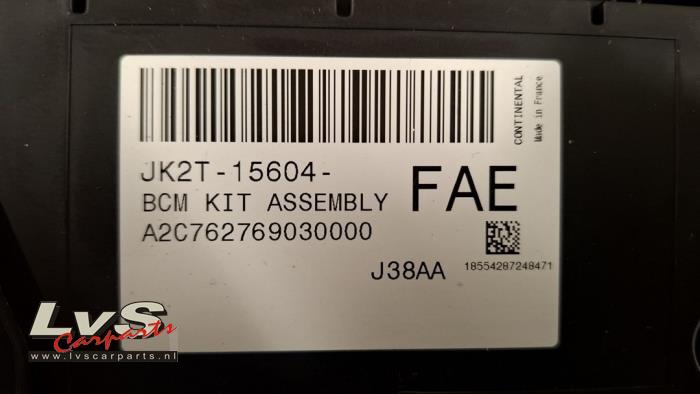 JK2T-15604-
BCM KIT ASSEMBLY
FAE
A2C762769030000
J38AA
18554287248471
CONTINENTAL
Made in France
LvS
Carparts
www.lvscarparts.nl